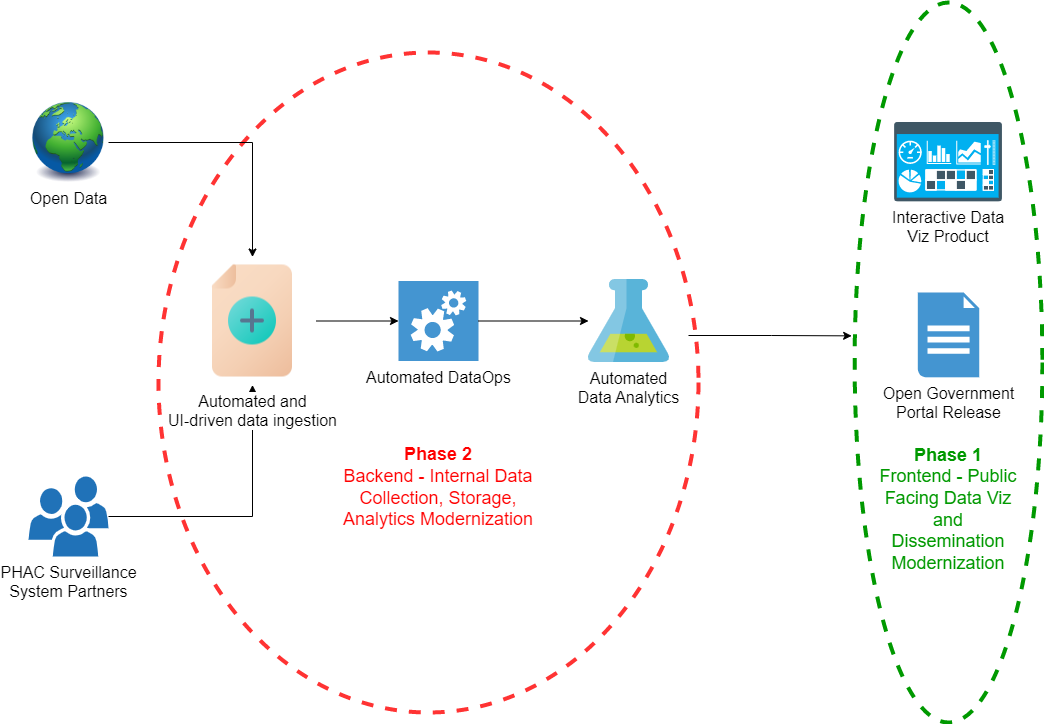 Open Data
Interactive Data
Viz Product
Automated and
UI-driven data ingestion
Automated DataOps
Automated
Data Analytics
Open Government
Portal Release
Phase 2
Backend - Internal Data
Collection, Storage,
Analytics Modernization
Phase 1
Frontend - Public
Facing Data Viz
and
Dissemination
Modernization
PHAC Surveillance
System Partners